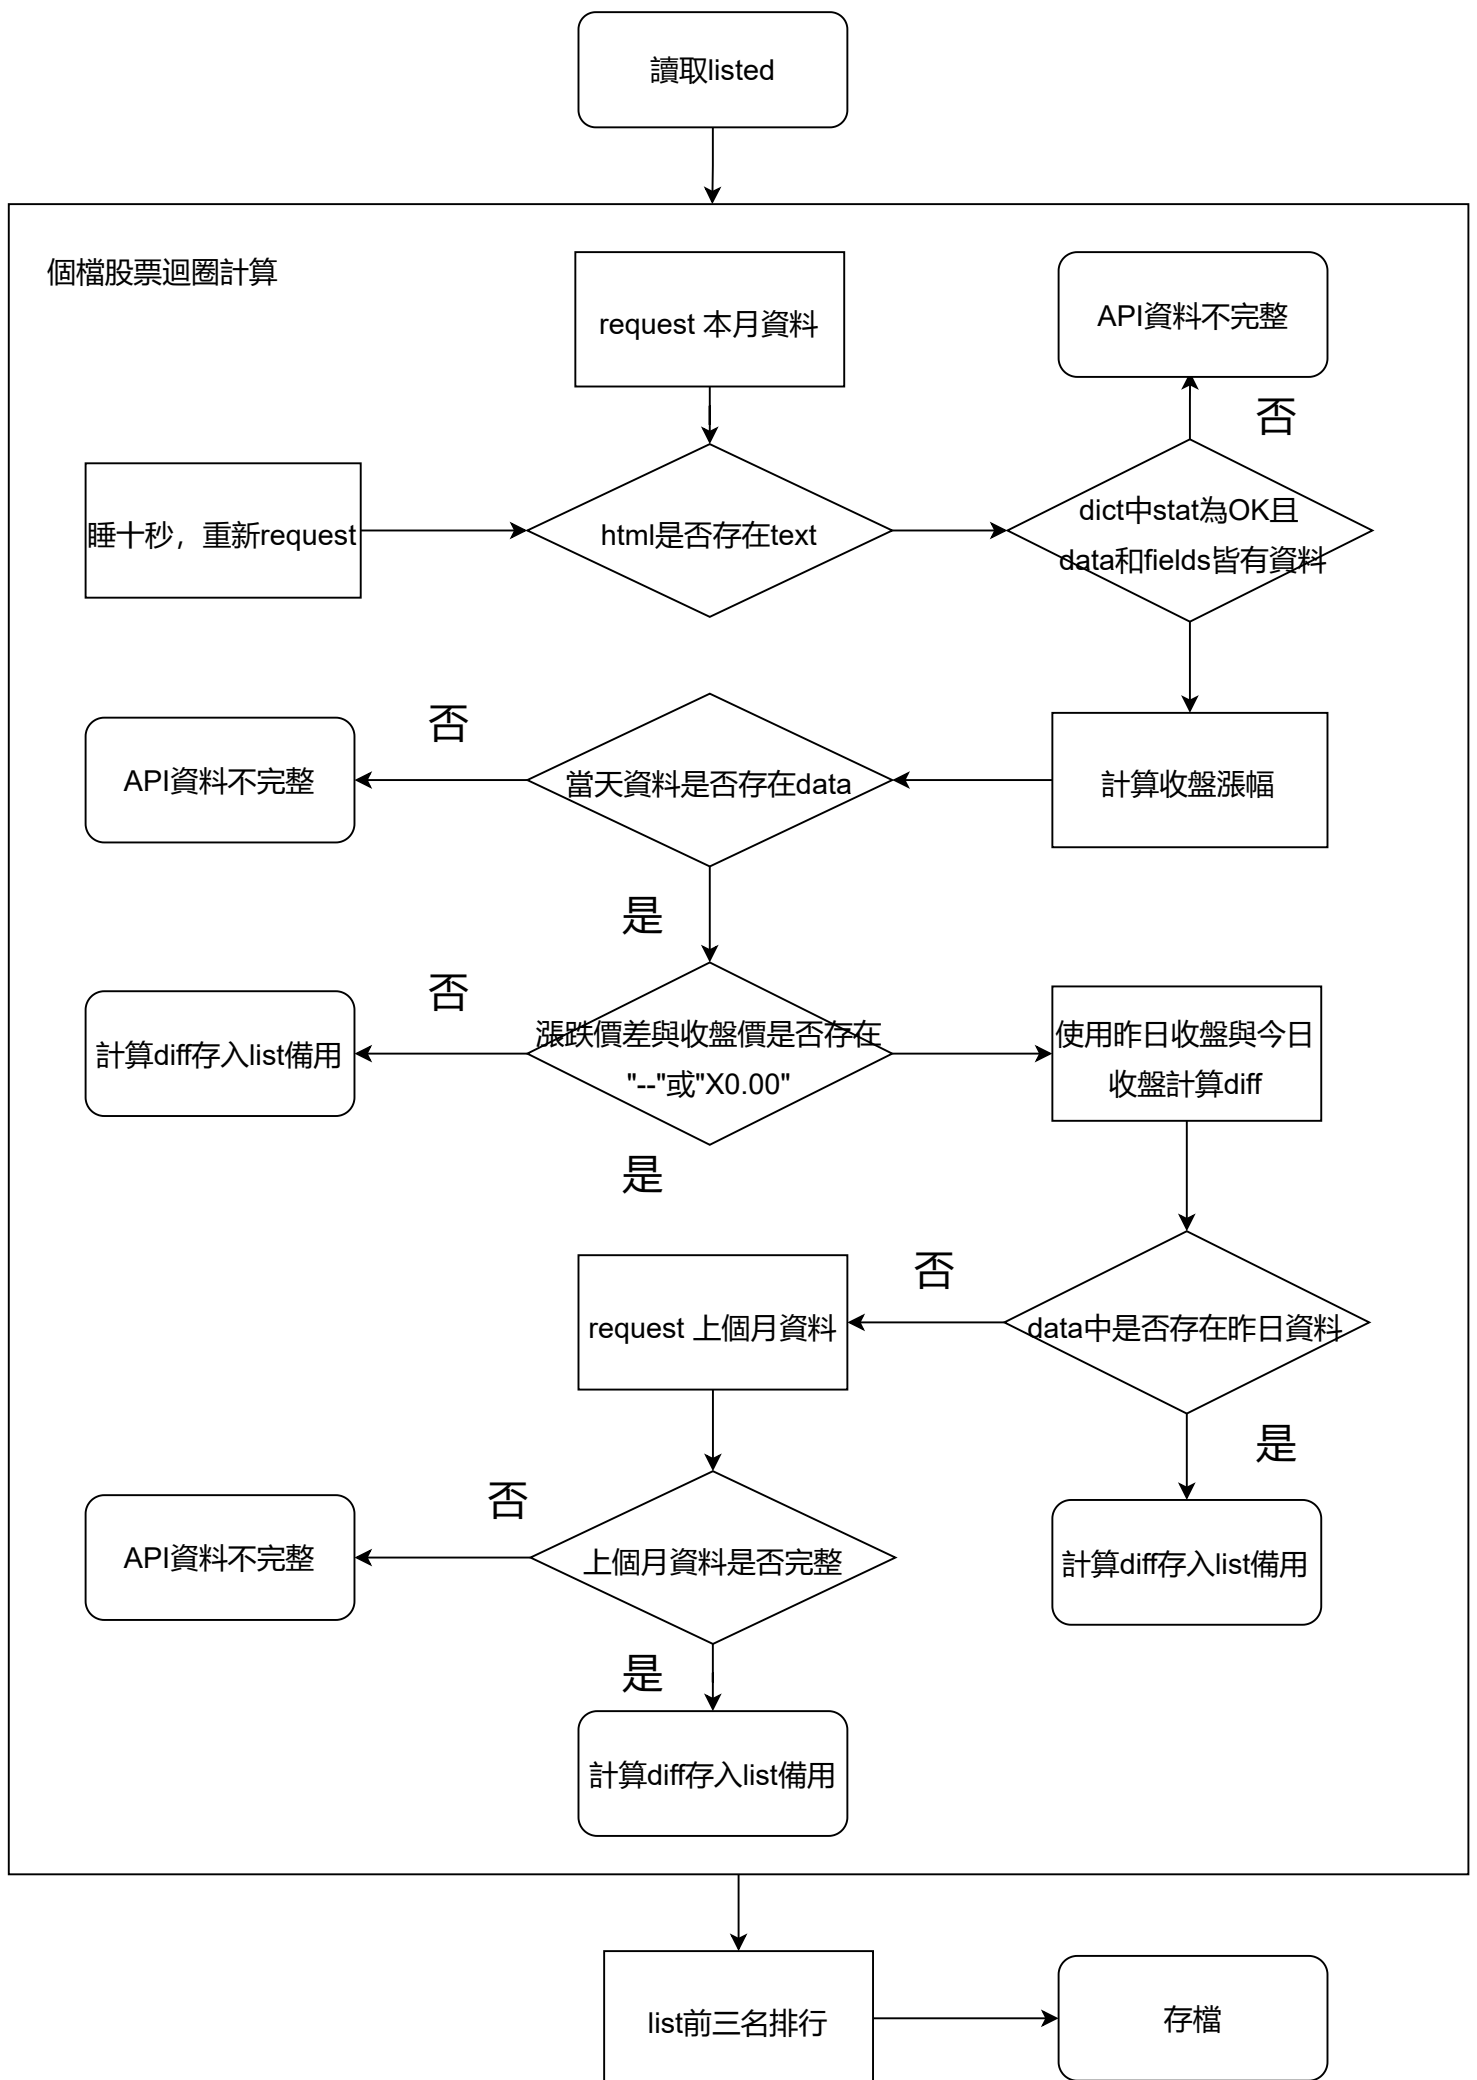 讀取listed
個檔股票迴圈計算
request 本月資料
API資料不完整
否
睡十秒，重新request
html是否存在text
dict中stat為OK且
data和fields皆有資料
否
API資料不完整
當天資料是否存在data
計算收盤漲幅
是
否
計算diff存入list備用
漲跌價差與收盤價是否存在
"--"或"X0.00"
使用昨日收盤與今日
收盤計算diff
是
否
request 上個月資料
data中是否存在昨日資料
是
否
API資料不完整
上個月資料是否完整
計算diff存入list備用
是
計算diff存入list備用
list前三名排行
存檔